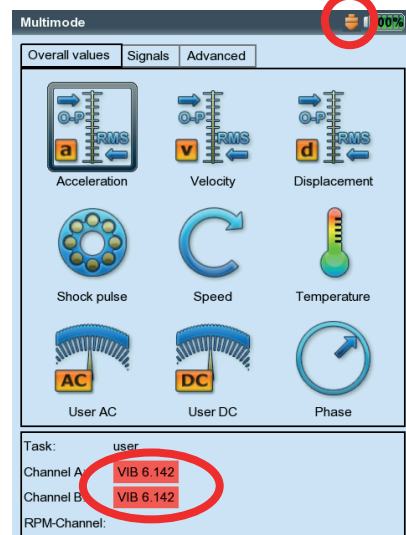 Multimode
00%
Overall values Signals Advanced
O-P RMS a O-P RMS v O-P RMS d
Acceleration Velocity Displacement
Shock pulse Speed Temperature
AC DC
User AC User DC Phase
Task: user
Channel A: VIB 6.142
Channel B VIB 6.142
RPM-Channel: